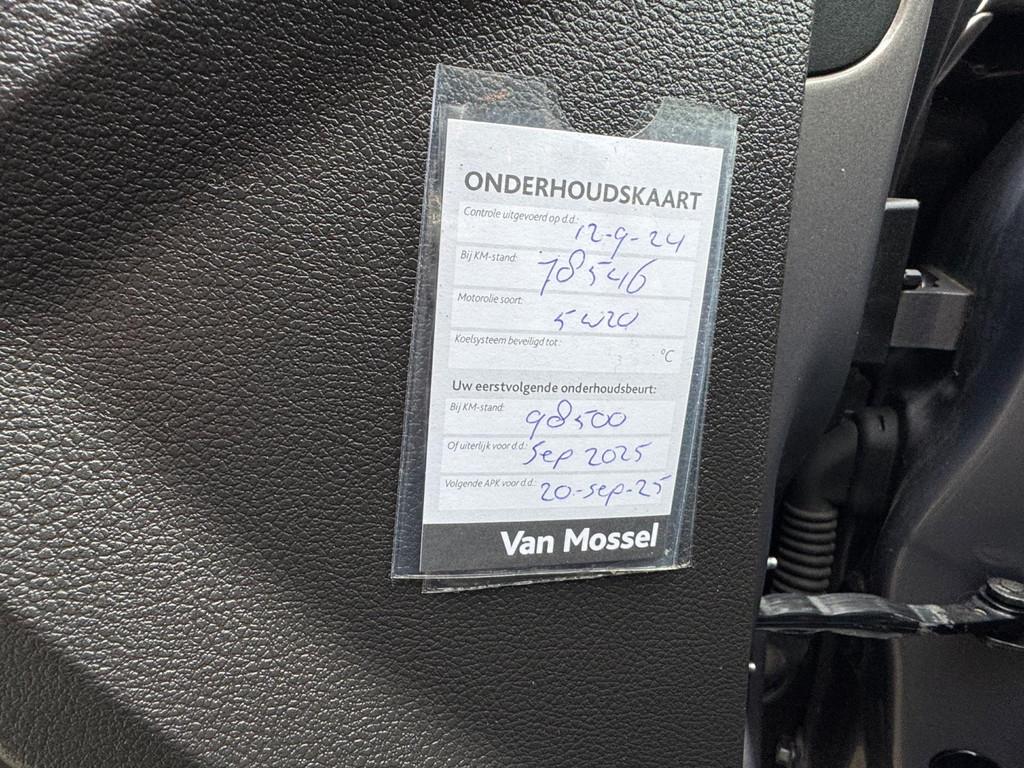 ONDERHOUDSKAART
Controle uitgevoerd op d.d.: 12-9-24
Bij KM-stand: 78546
Motorolie soort: 5W20
Koelsysteem beveiligd tot: °C
Uw eerstvolgende onderhoudsbeurt:
Bij KM-stand: 98500
Of uiterlijk voor d.d.: Sep 2025
Volgende APK voor d.d.: 20-sep-25
Van Mossel